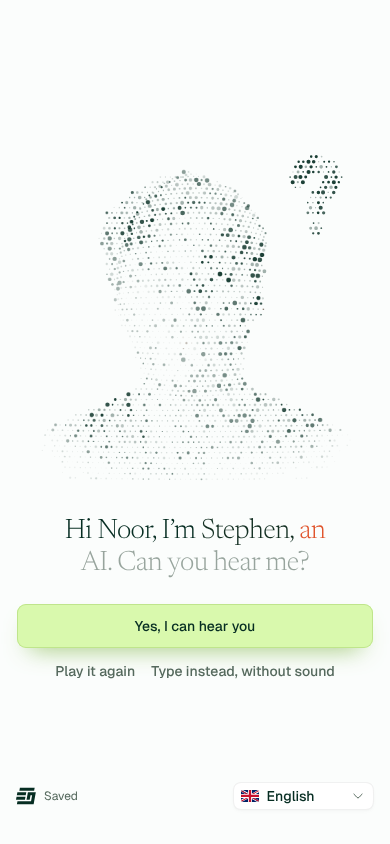 ?
Hi Noor, I'm Stephen, an
AI. Can you hear me?
Yes, I can hear you
Play it again
Type instead, without sound
Saved
English